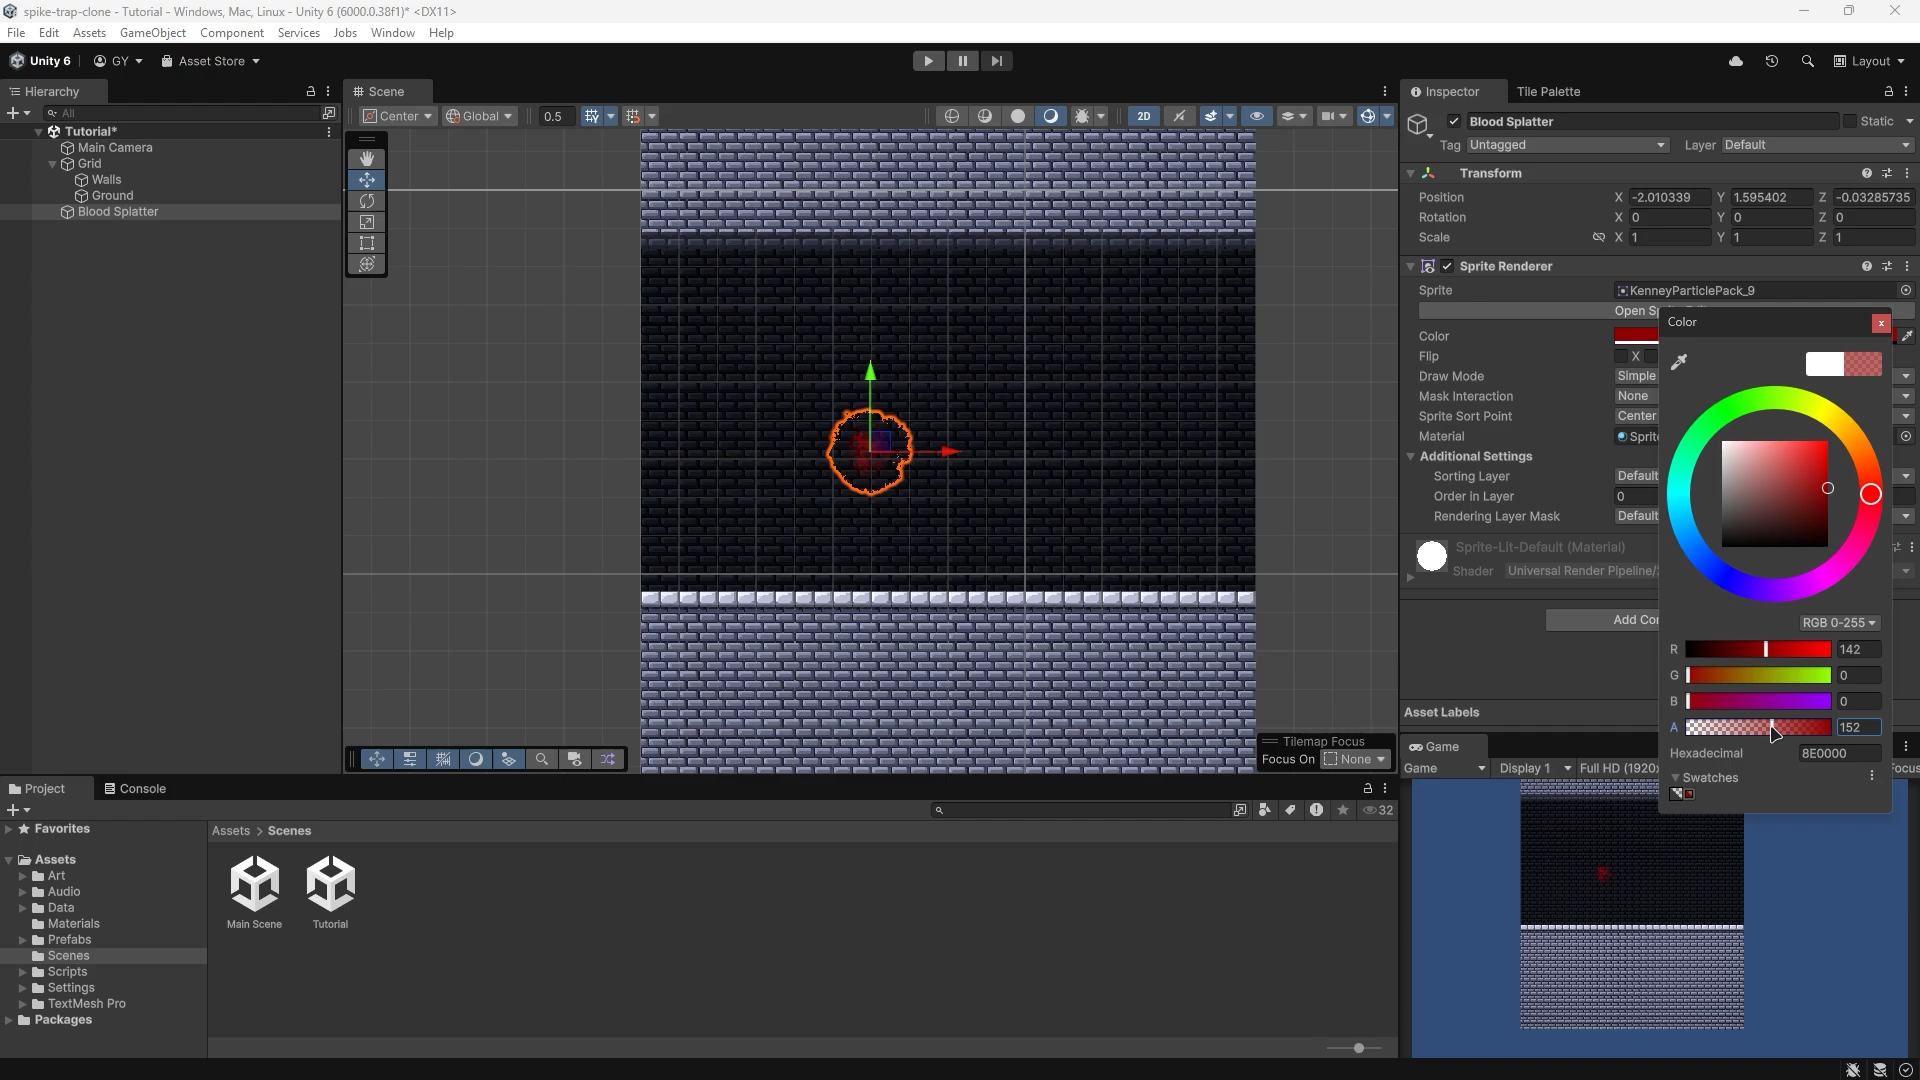 spike-trap-clone - Tutorial - Windows, Mac, Linux - Unity 6 (6000.0.38f1)* <DX11>
File Edit Assets GameObject Component Services Jobs Window Help
Unity 6 GY Asset Store Layout
Hierarchy
All
Tutorial*
Main Camera
Grid
Walls
Ground
Blood Splatter
Scene
Center Global 0.5 2D
Tilemap Focus
Focus On None
Inspector Tile Palette
Blood Splatter Static
Tag Untagged Layer Default
Transform
Position X -2.010339 Y 1.595402 Z -0.03285735
Rotation X 0 Y 0 Z 0
Scale X 1 Y 1 Z 1
Sprite Renderer
Sprite KenneyParticlePack_9
Open S
Color
Flip X
Draw Mode Simple
Mask Interaction None
Sprite Sort Point Center
Material Sprit
Additional Settings
Sorting Layer Default
Order in Layer 0
Rendering Layer Mask Default
Sprite-Lit-Default (Material)
Shader Universal Render Pipeline/
Add Co
Asset Labels
Color
x
RGB 0-255
R 142
G 0
B 0
A 152
Hexadecimal 8E0000
Swatches
Game
Game Display 1 Full HD (1920x Focus
Project Console
32
Favorites
Assets
Art
Audio
Data
Materials
Prefabs
Scenes
Scripts
Settings
TextMesh Pro
Packages
Assets > Scenes
Main Scene Tutorial